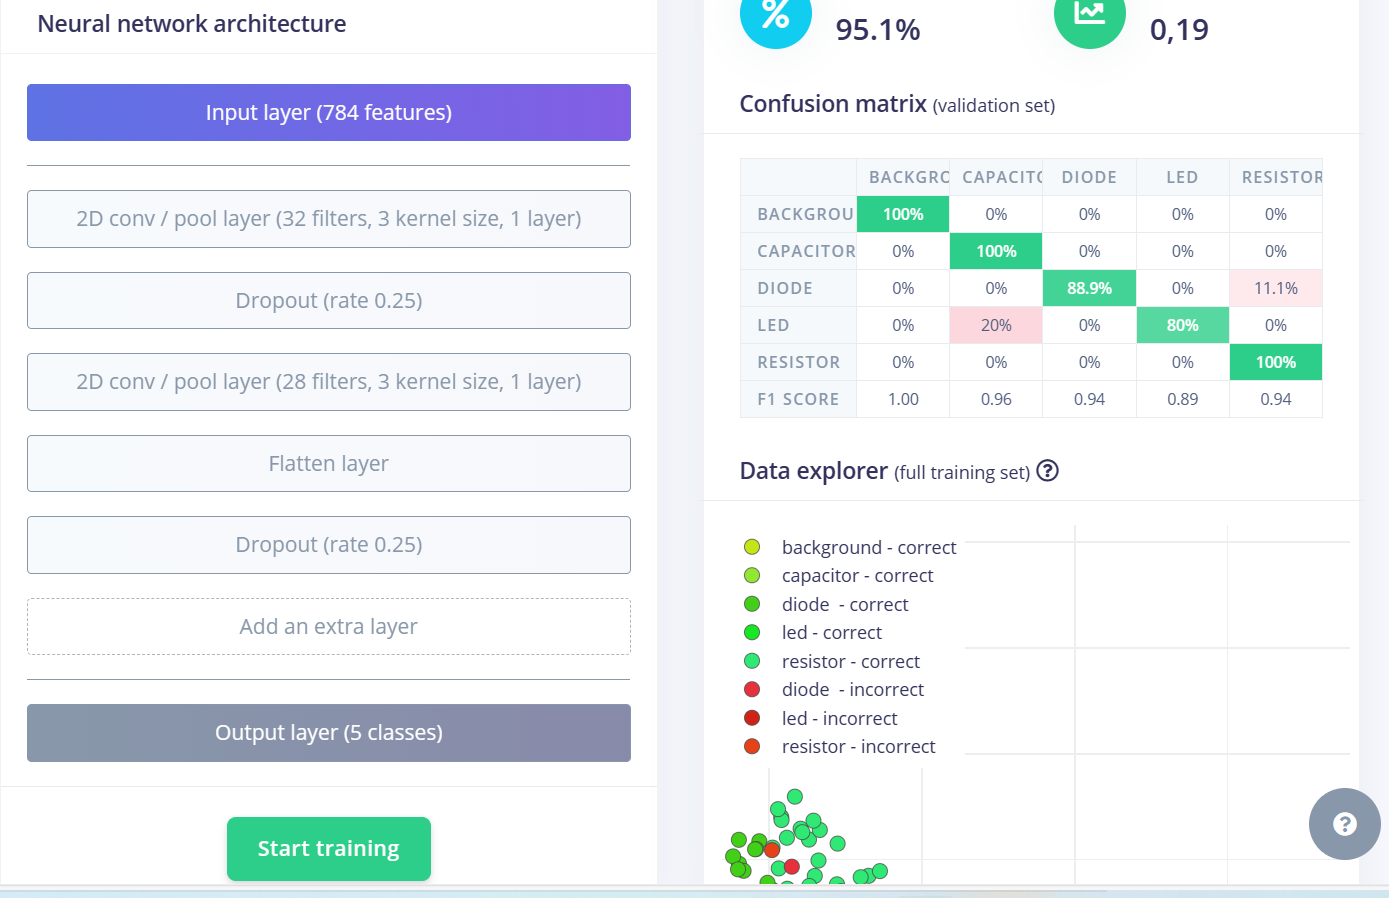 Neural network architecture
Input layer (784 features)
2D conv / pool layer (32 filters, 3 kernel size, 1 layer)
Dropout (rate 0.25)
2D conv / pool layer (28 filters, 3 kernel size, 1 layer)
Flatten layer
Dropout (rate 0.25)
Add an extra layer
Output layer (5 classes)
Start training
%
95.1%
0,19
Confusion matrix (validation set)
BACKGRO CAPACITO DIODE LED RESISTOR
BACKGROU 100% 0% 0% 0% 0%
CAPACITOR 0% 100% 0% 0% 0%
DIODE 0% 0% 88.9% 0% 11.1%
LED 0% 20% 0% 80% 0%
RESISTOR 0% 0% 0% 0% 100%
F1 SCORE 1.00 0.96 0.94 0.89 0.94
Data explorer (full training set) ?
background - correct
capacitor - correct
diode - correct
led - correct
resistor - correct
diode - incorrect
led - incorrect
resistor - incorrect
?